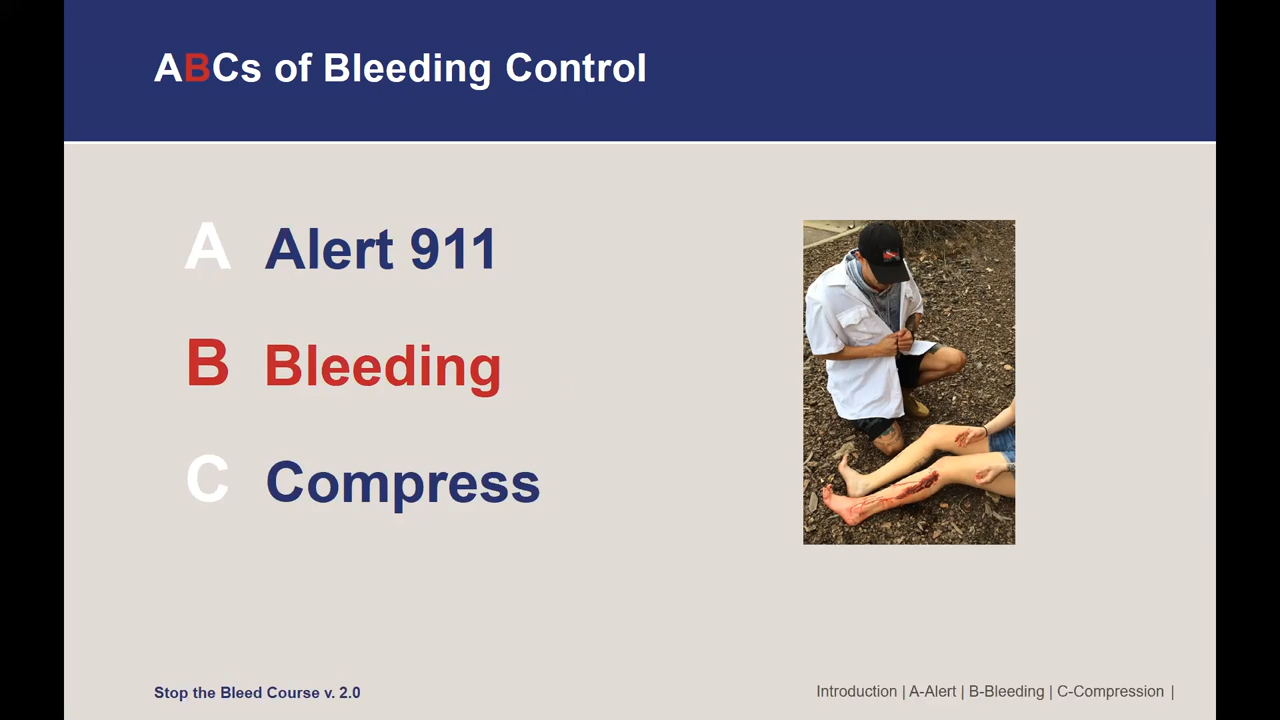 ABCs of Bleeding Control
A Alert 911
B Bleeding
C Compress
Stop the Bleed Course v. 2.0
Introduction | A-Alert | B-Bleeding | C-Compression |